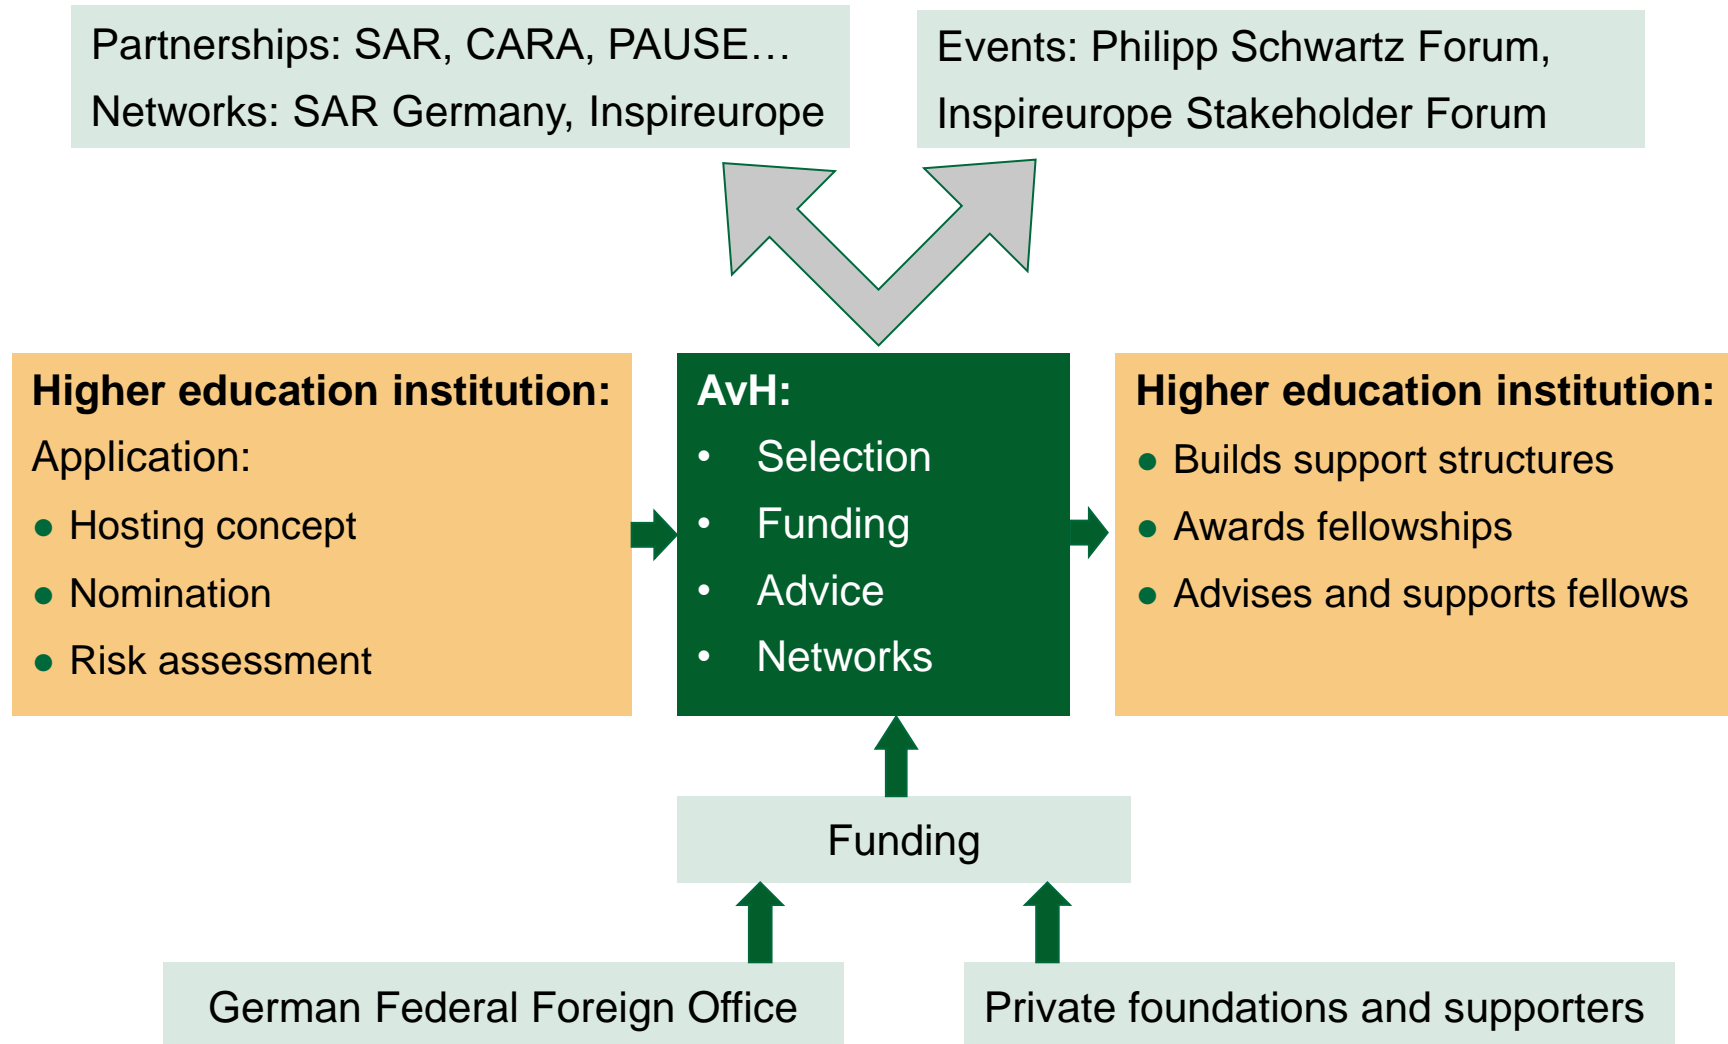 Partnerships: SAR, CARA, PAUSE…
Networks: SAR Germany, Inspireurope
Events: Philipp Schwartz Forum,
Inspireurope Stakeholder Forum
Higher education institution:
Application:
● Hosting concept
● Nomination
● Risk assessment
AvH:
• Selection
• Funding
• Advice
• Networks
Higher education institution:
● Builds support structures
● Awards fellowships
● Advises and supports fellows
Funding
German Federal Foreign Office
Private foundations and supporters